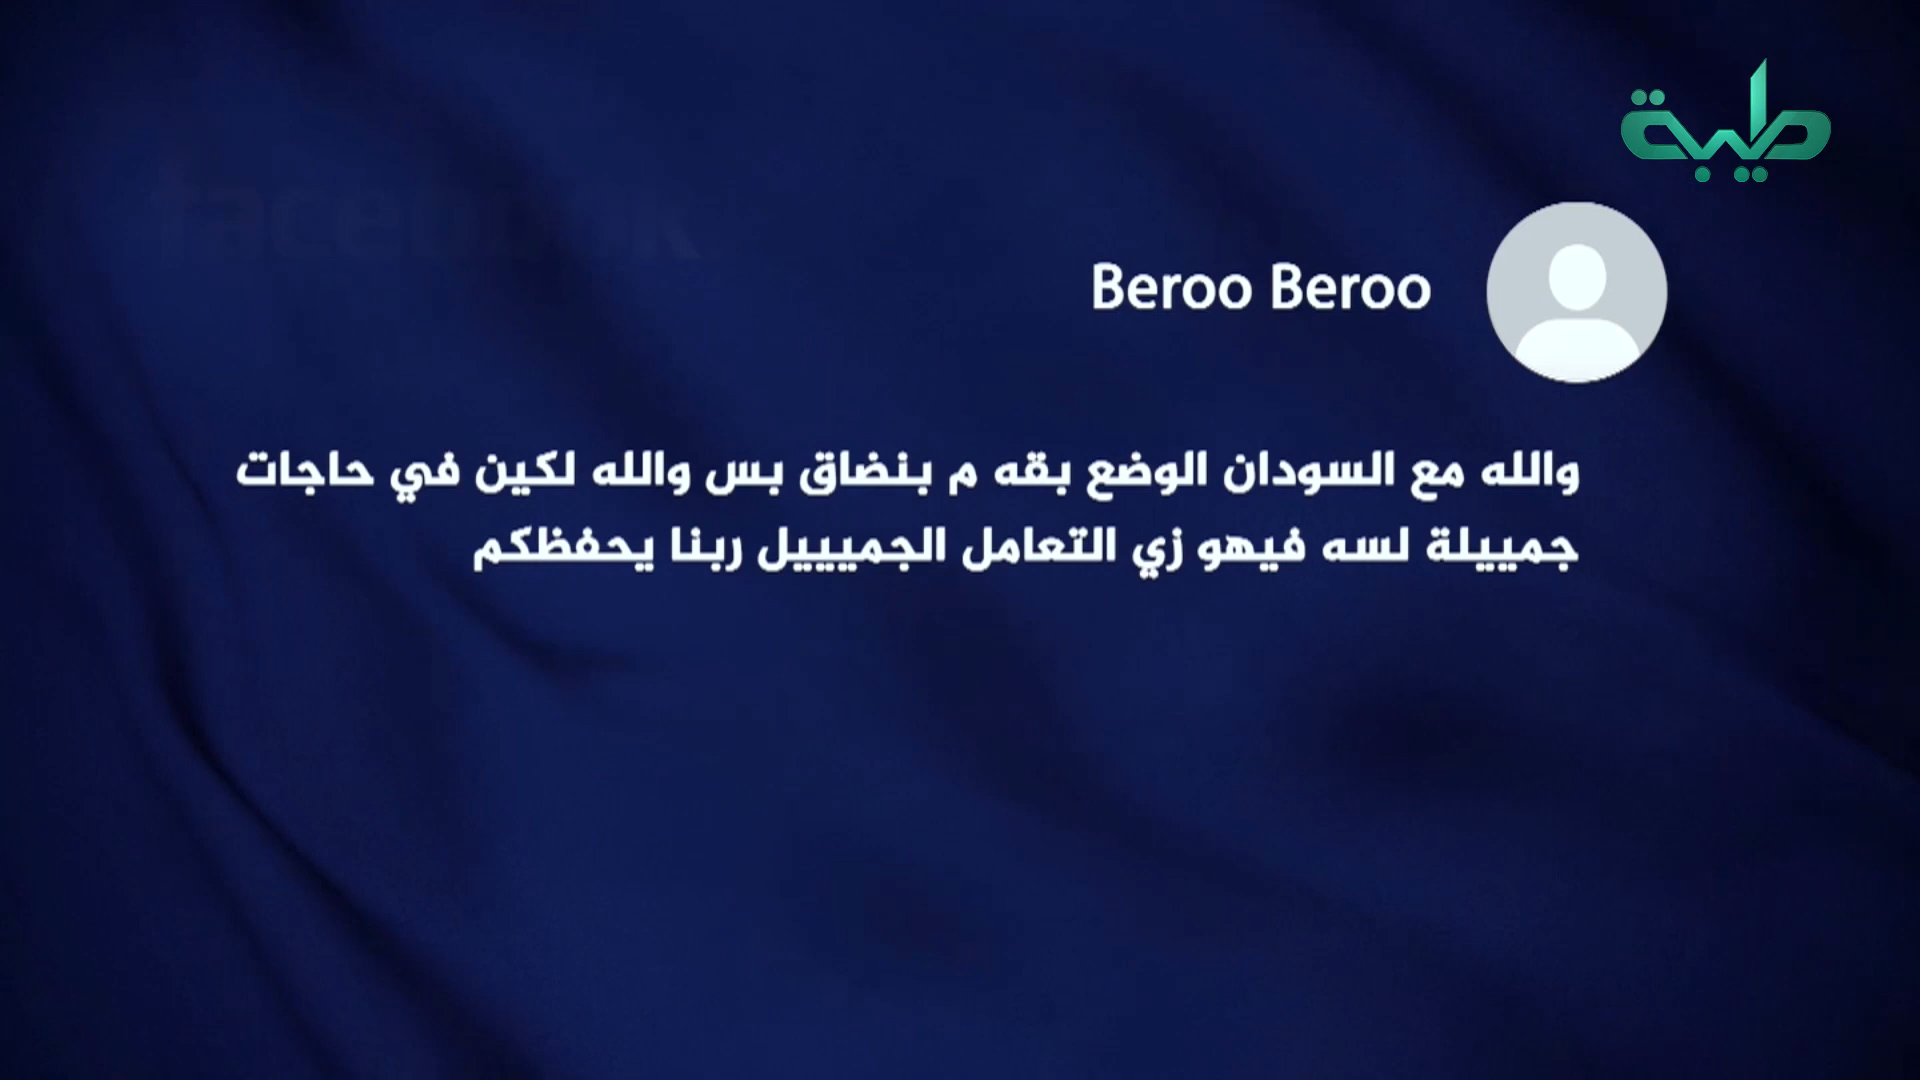 طيبة
facebook
Beroo Beroo
والله مع السودان الوضع بقه م بنضاق بس والله لكين في حاجات
جمييلة لسه فيهو زي التعامل الجميييل ربنا يحفظكم